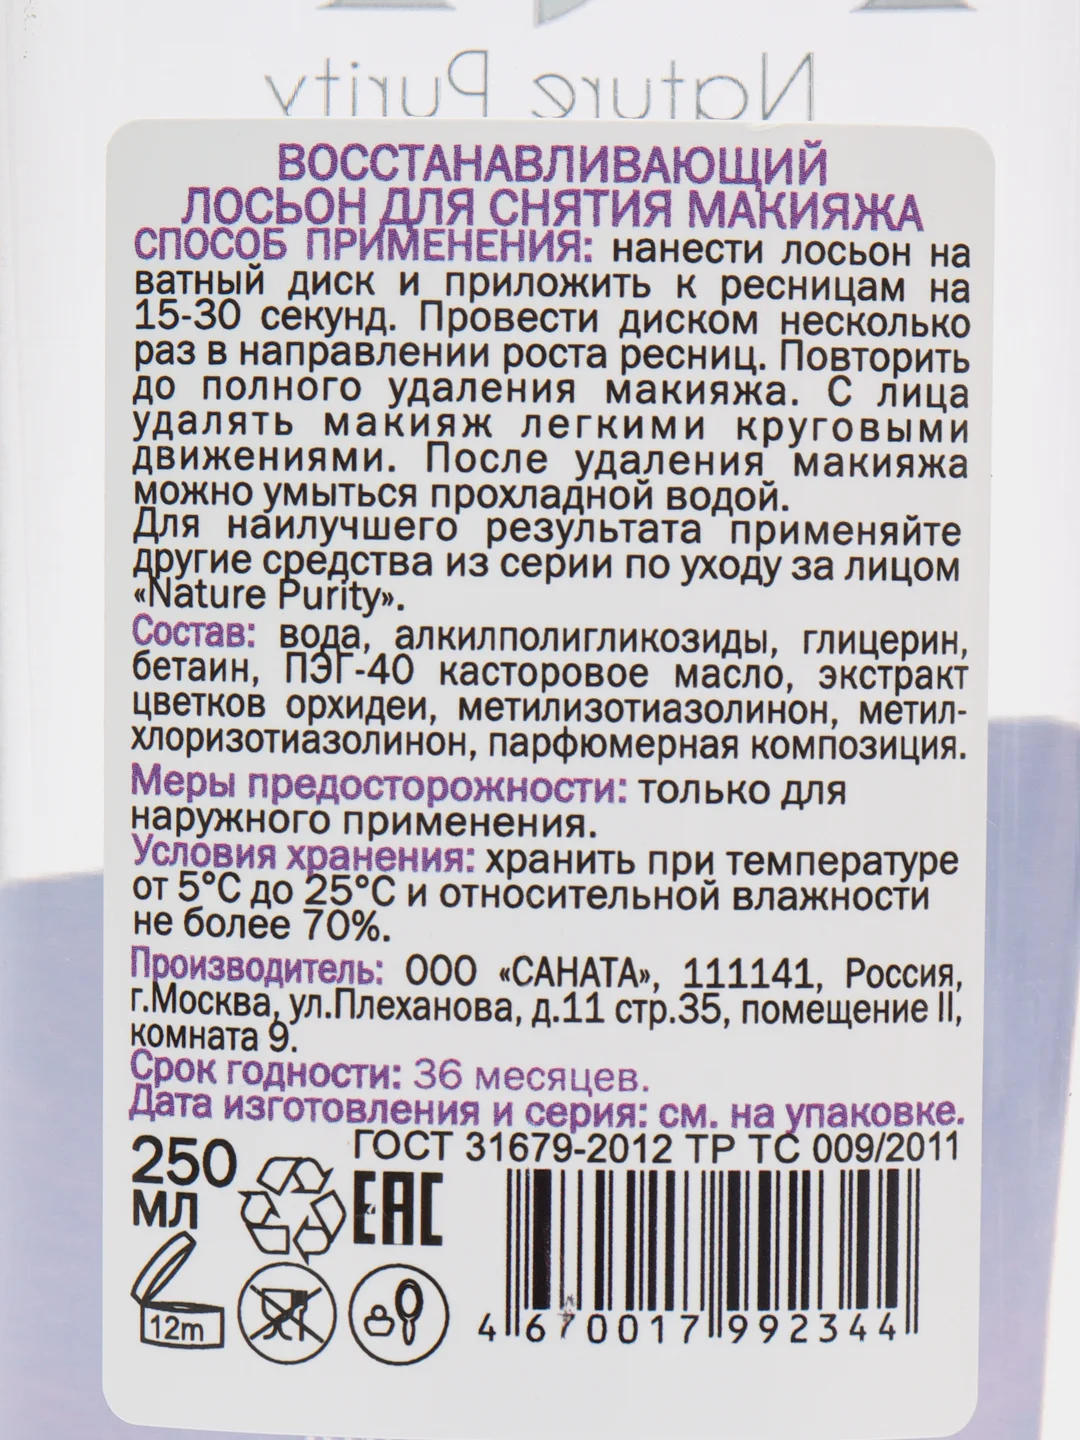 Nature Purity
ВОССТАНАВЛИВАЮЩИЙ
ЛОСЬОН ДЛЯ СНЯТИЯ МАКИЯЖА
СПОСОБ ПРИМЕНЕНИЯ: нанести лосьон на
ватный диск и приложить к ресницам на
15-30 секунд. Провести диском несколько
раз в направлении роста ресниц. Повторить
до полного удаления макияжа. С лица
удалять макияж легкими круговыми
движениями. После удаления макияжа
можно умыться прохладной водой.
Для наилучшего результата применяйте
другие средства из серии по уходу за лицом
«Nature Purity».
Состав: вода, алкилполигликозиды, глицерин,
бетаин, ПЭГ-40 касторовое масло, экстракт
цветков орхидеи, метилизотиазолинон, метил-
хлоризотиазолинон, парфюмерная композиция.
Меры предосторожности: только для
наружного применения.
Условия хранения: хранить при температуре
от 5°C до 25°C и относительной влажности
не более 70%.
Производитель: ООО «САНАТА», 111141, Россия,
г.Москва, ул.Плеханова, д.11 стр.35, помещение II,
комната 9.
Срок годности: 36 месяцев.
Дата изготовления и серия: см. на упаковке.
ГОСТ 31679-2012 ТР ТС 009/2011
250
МЛ
EAC
12m
4 670017 992344